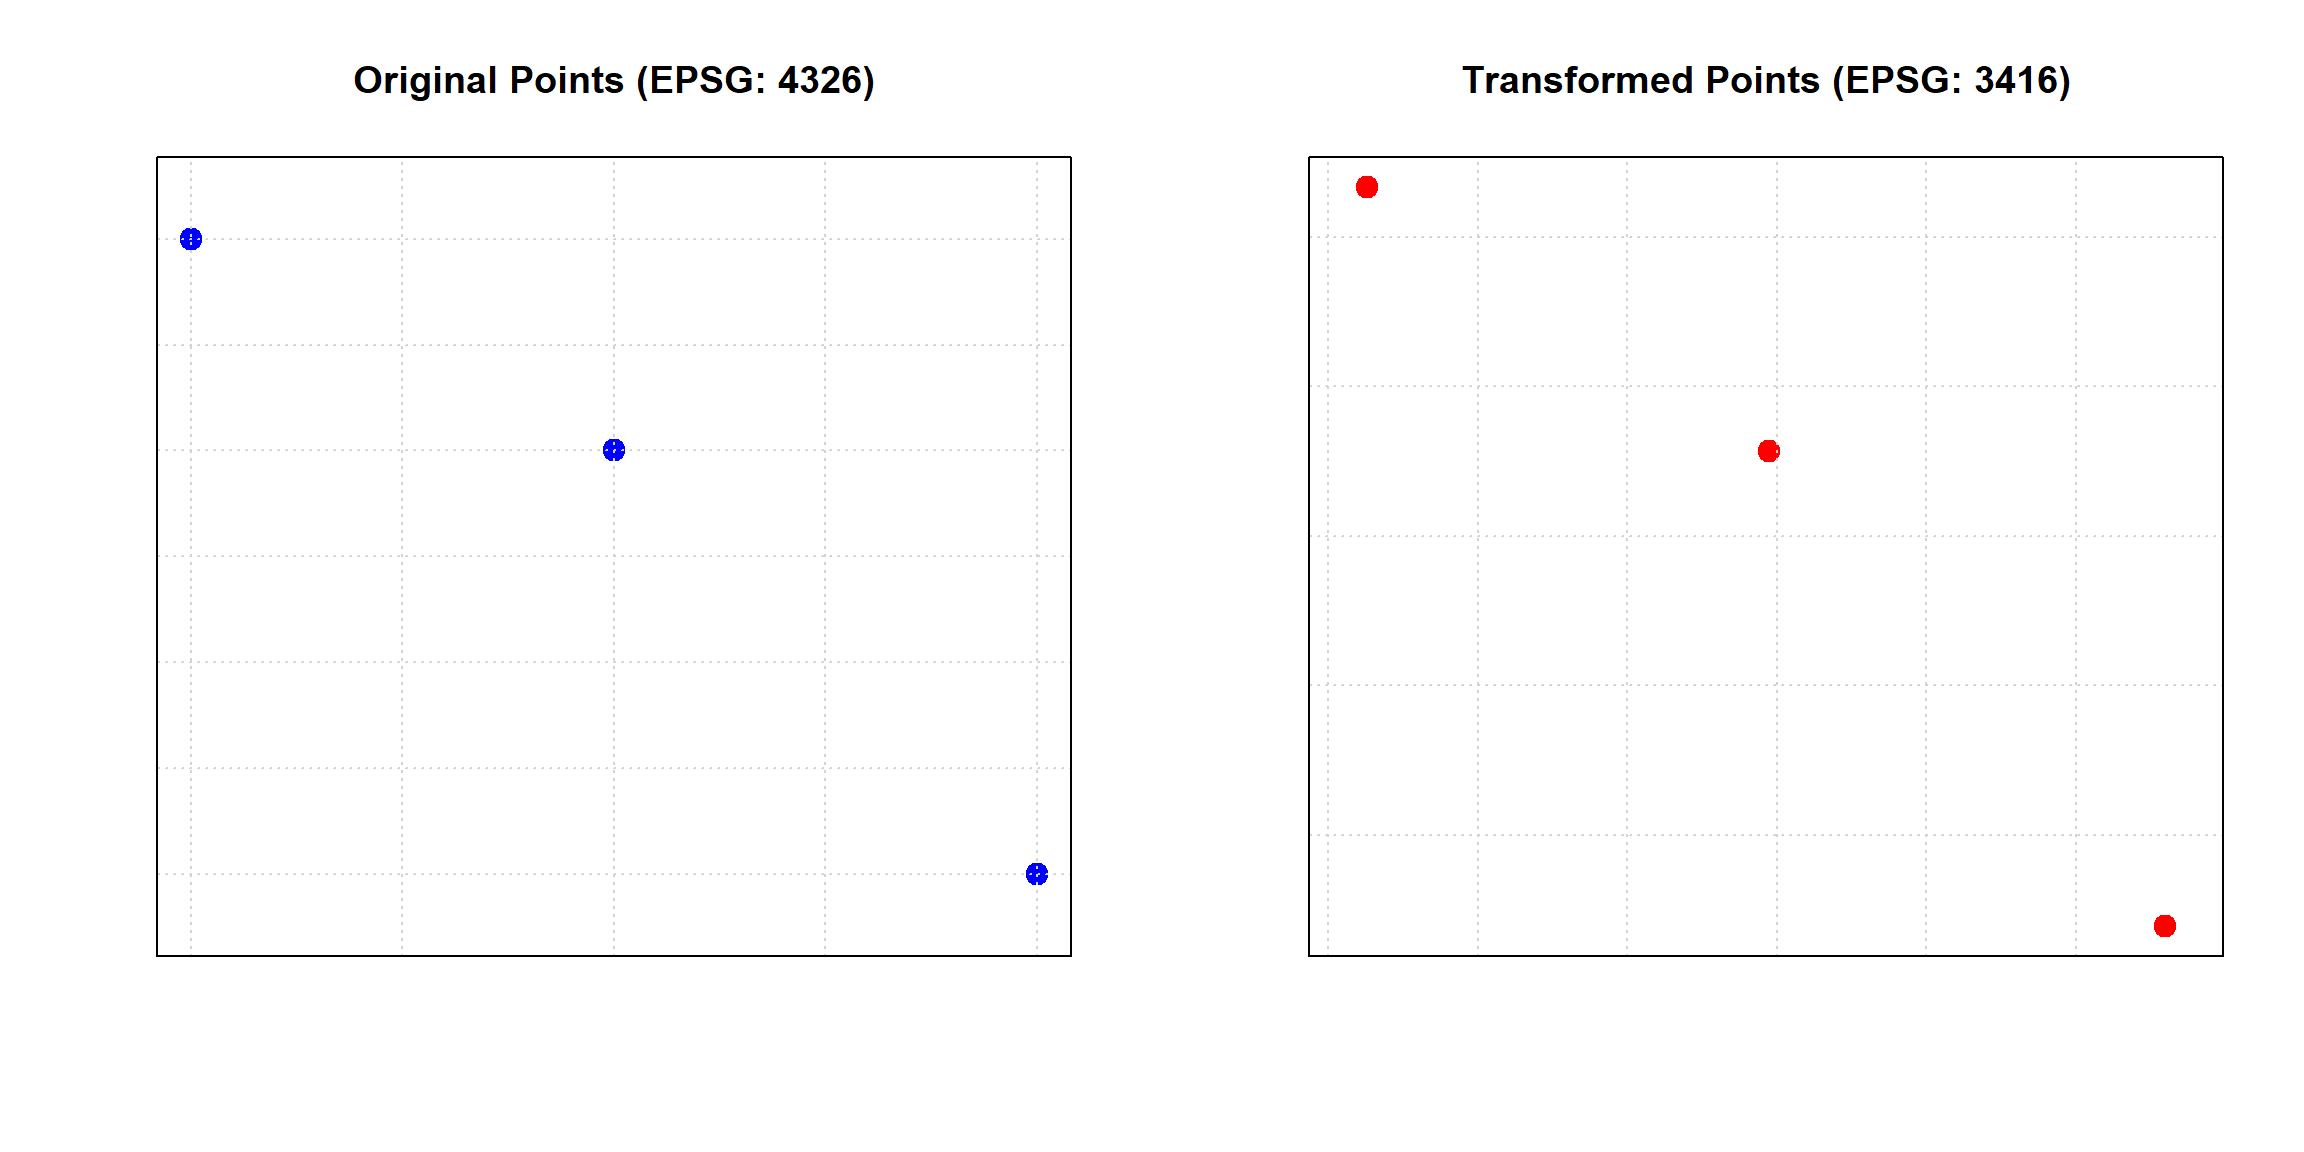 Original Points (EPSG: 4326)
Transformed Points (EPSG: 3416)